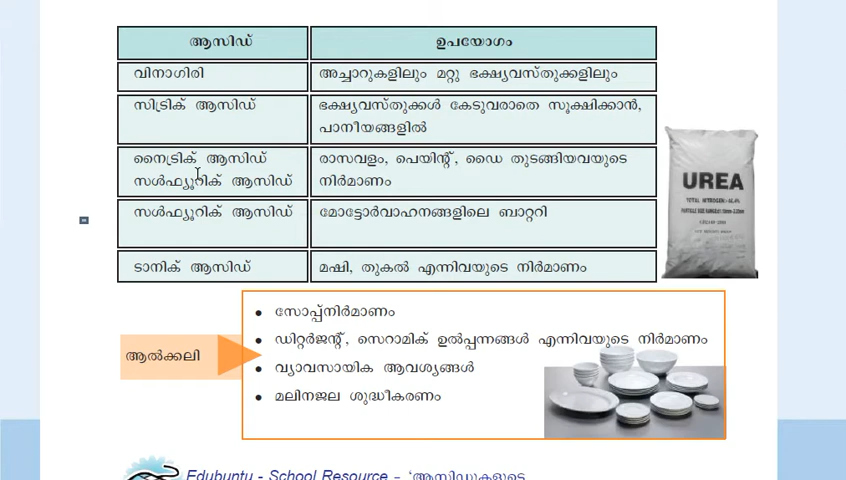 ആസിഡ് ഉപയോഗം
വിനാഗിരി അച്ചാറുകളിലും മറ്റു ഭക്ഷ്യവസ്തുക്കളിലും
സിട്രിക് ആസിഡ് ഭക്ഷ്യവസ്തുക്കൾ കേടുവരാതെ സൂക്ഷിക്കാൻ,
പാനീയങ്ങളിൽ
നൈട്രിക് ആസിഡ് രാസവളം, പെയിന്റ്, ഡൈ തുടങ്ങിയവയുടെ
സൾഫ്യൂറിക് ആസിഡ് നിർമാണം
സൾഫ്യൂറിക് ആസിഡ് മോട്ടോർവാഹനങ്ങളിലെ ബാറ്ററി
ടാനിക് ആസിഡ് മഷി, തുകൽ എന്നിവയുടെ നിർമാണം
UREA
ആൽക്കലി
• സോപ്പ്നിർമാണം
• ഡിറ്റർജന്റ്, സെറാമിക് ഉൽപ്പന്നങ്ങൾ എന്നിവയുടെ നിർമാണം
• വ്യാവസായിക ആവശ്യങ്ങൾ
• മലിനജല ശുദ്ധീകരണം
Edubuntu - School Resource - 'ആസിഡുകളുടെ